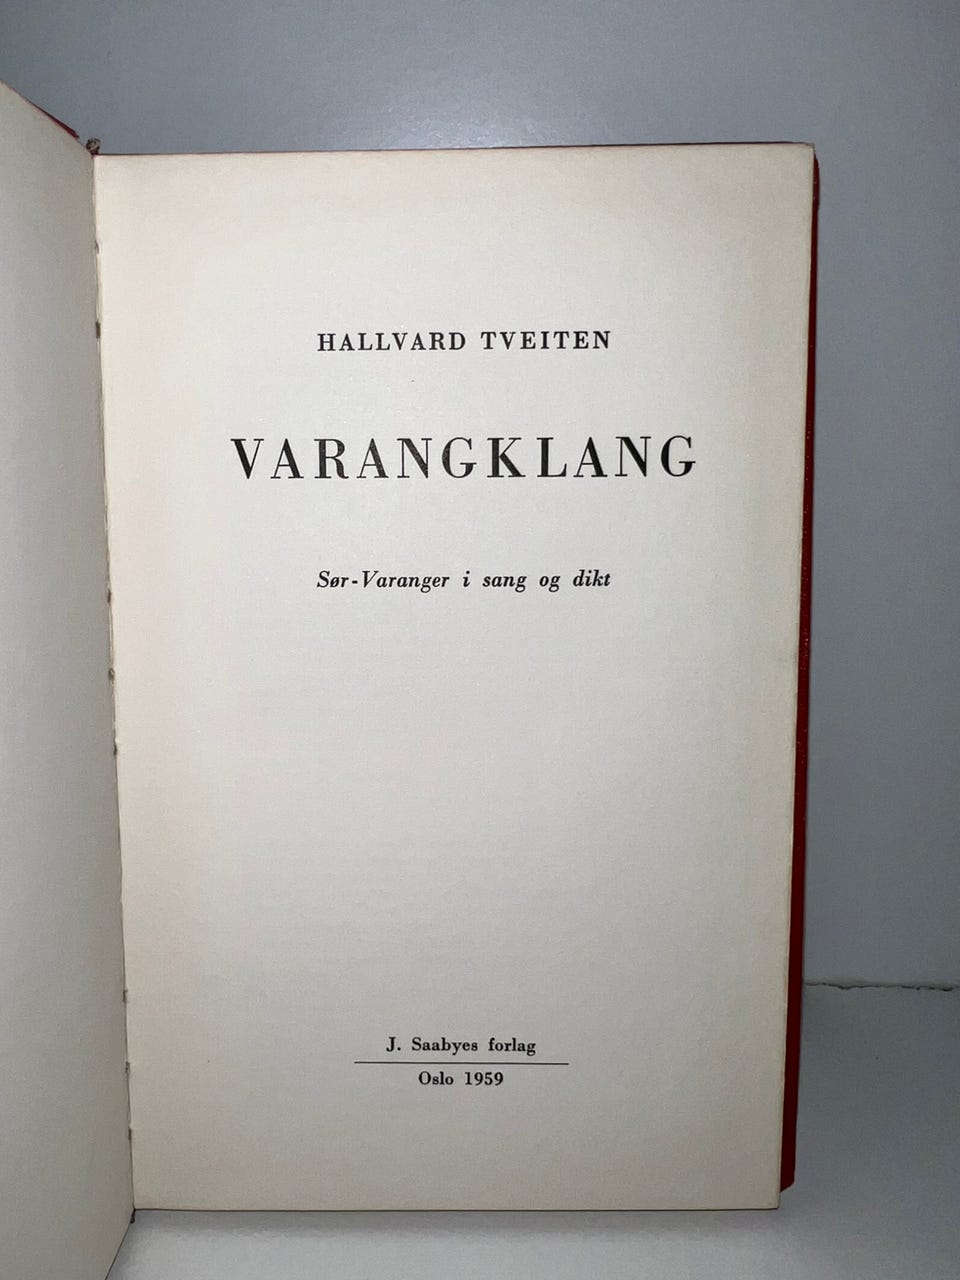 HALLVARD TVEITEN
VARANGKLANG
Sør-Varanger i sang og dikt
J. Saabyes forlag
Oslo 1959